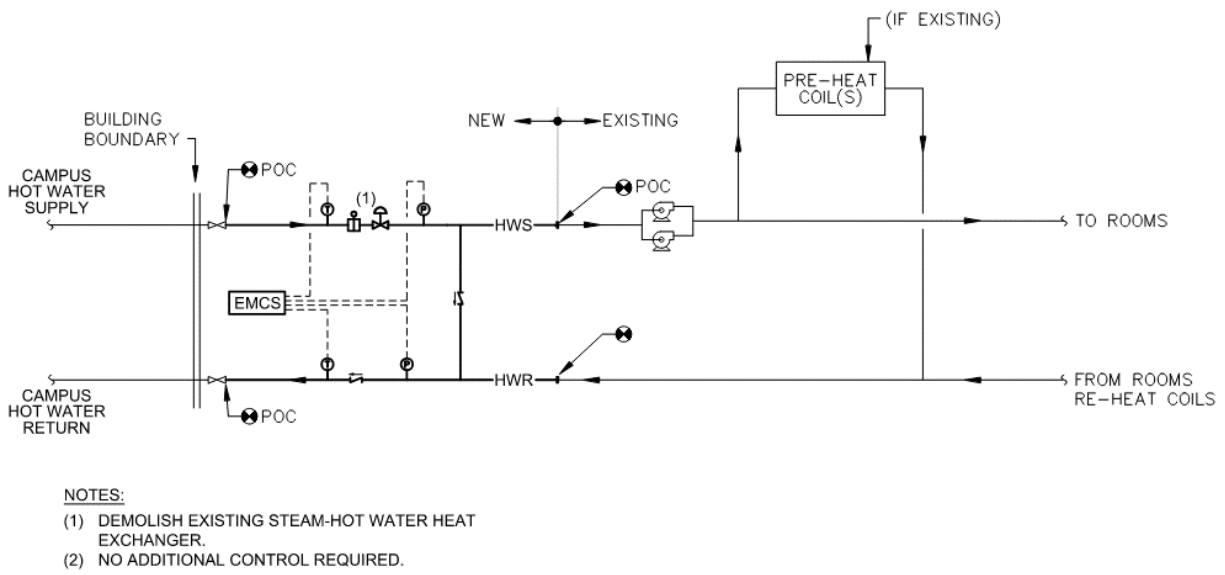 (IF EXISTING)
PRE-HEAT
COIL(S)
BUILDING
BOUNDARY
NEW
EXISTING
POC
POC
CAMPUS
HOT WATER
SUPPLY
(1)
T
P
HWS
TO ROOMS
EMCS
T
P
HWR
CAMPUS
HOT WATER
RETURN
POC
FROM ROOMS
RE-HEAT COILS
NOTES:
(1) DEMOLISH EXISTING STEAM-HOT WATER HEAT
EXCHANGER.
(2) NO ADDITIONAL CONTROL REQUIRED.